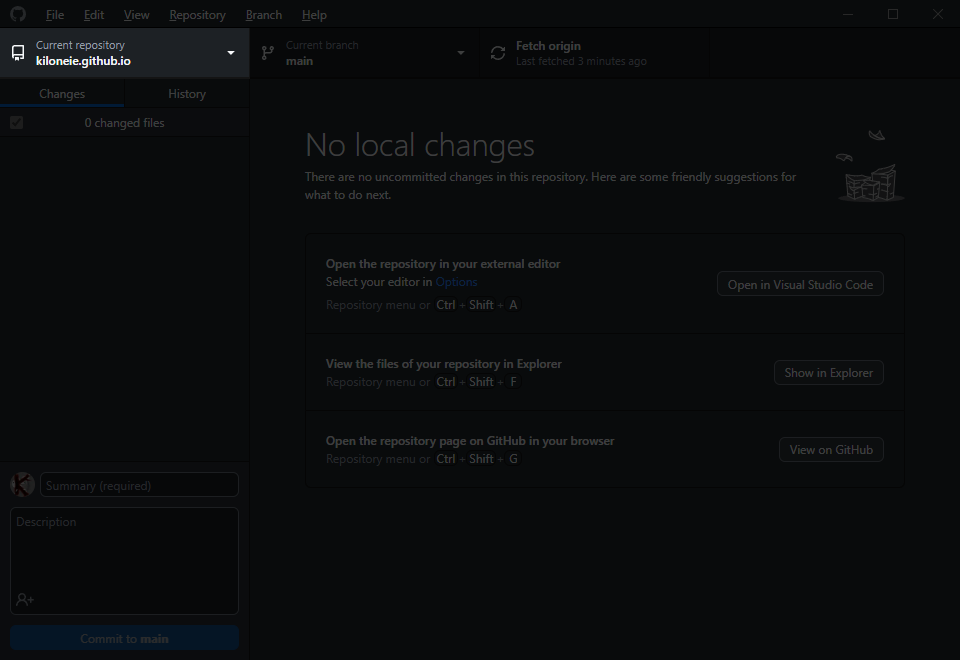 File Edit View Repository Branch Help
Current repository
kiloneie.github.io
Current branch
main
Fetch origin
Last fetched 3 minutes ago
Changes History
0 changed files
No local changes
There are no uncommitted changes in this repository. Here are some friendly suggestions for
what to do next.
Open the repository in your external editor
Select your editor in Options
Repository menu or Ctrl + Shift + A
Open in Visual Studio Code
View the files of your repository in Explorer
Repository menu or Ctrl + Shift + F
Show in Explorer
Open the repository page on GitHub in your browser
Repository menu or Ctrl + Shift + G
View on GitHub
Summary (required)
Description
Commit to main